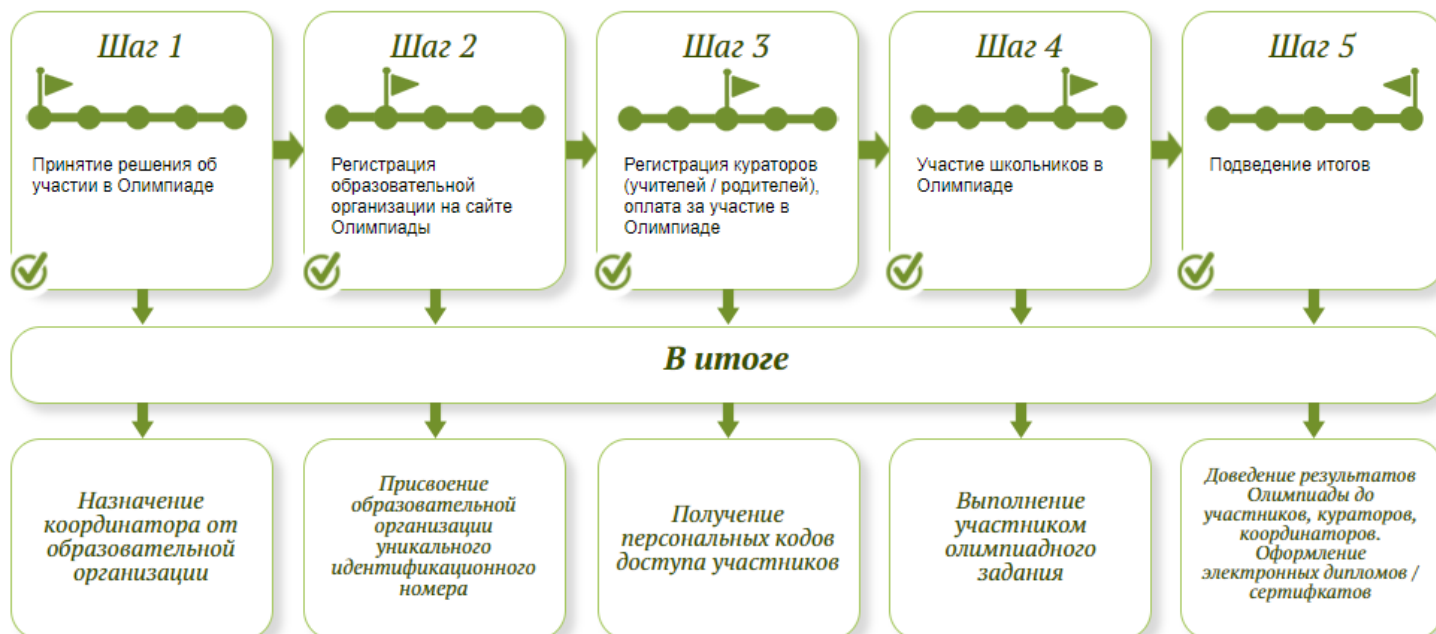 Шаг 1
Принятие решения об
участии в Олимпиаде
Шаг 2
Регистрация
образовательной
организации на сайте
Олимпиады
Шаг 3
Регистрация кураторов
(учителей / родителей),
оплата за участие в
Олимпиаде
Шаг 4
Участие школьников в
Олимпиаде
Шаг 5
Подведение итогов
В итоге
Назначение
координатора от
образовательной
организации
Присвоение
образовательной
организации
уникального
идентификационного
номера
Получение
персональных кодов
доступа участников
Выполнение
участником
олимпиадного
задания
Доведение результатов
Олимпиады до
участников, кураторов,
координаторов.
Оформление
электронных дипломов /
сертифкатов